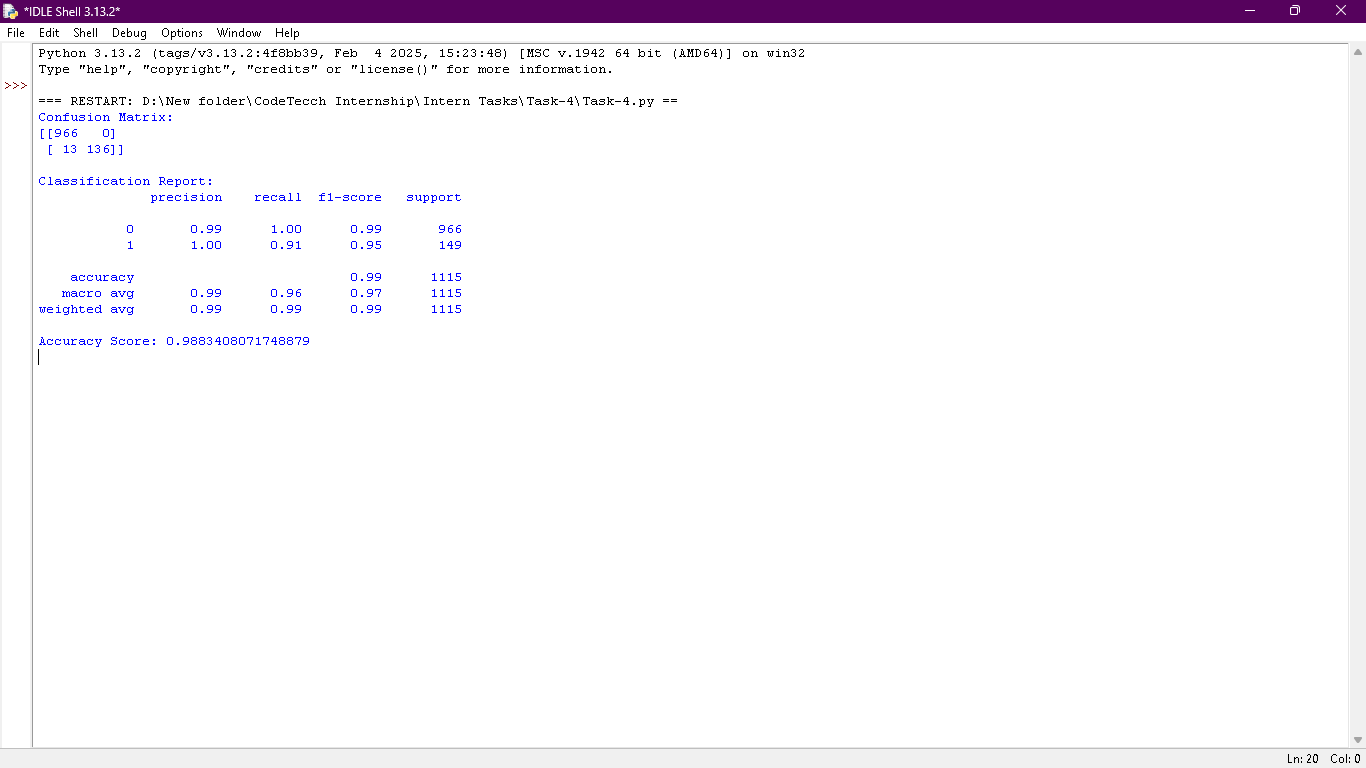 *IDLE Shell 3.13.2*
File Edit Shell Debug Options Window Help
Python 3.13.2 (tags/v3.13.2:4f8bb39, Feb  4 2025, 15:23:48) [MSC v.1942 64 bit (AMD64)] on win32
Type "help", "copyright", "credits" or "license()" for more information.
>>>
=== RESTART: D:\New folder\CodeTecch Internship\Intern Tasks\Task-4\Task-4.py ==
Confusion Matrix:
[[966   0]
 [ 13 136]]
Classification Report:
              precision    recall  f1-score   support
           0       0.99      1.00      0.99       966
           1       1.00      0.91      0.95       149
    accuracy                           0.99      1115
   macro avg       0.99      0.96      0.97      1115
weighted avg       0.99      0.99      0.99      1115
Accuracy Score: 0.9883408071748879
Ln: 20 Col: 0